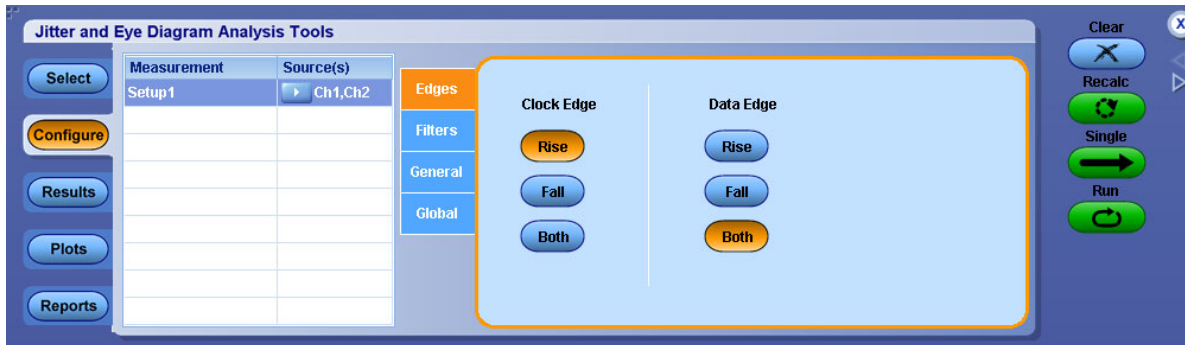 Jitter and Eye Diagram Analysis Tools
Select
Configure
Results
Plots
Reports
Measurement Source(s)
Setup1 Ch1,Ch2
Edges
Filters
General
Global
Clock Edge
Rise
Fall
Both
Data Edge
Rise
Fall
Both
Clear
Recalc
Single
Run
X